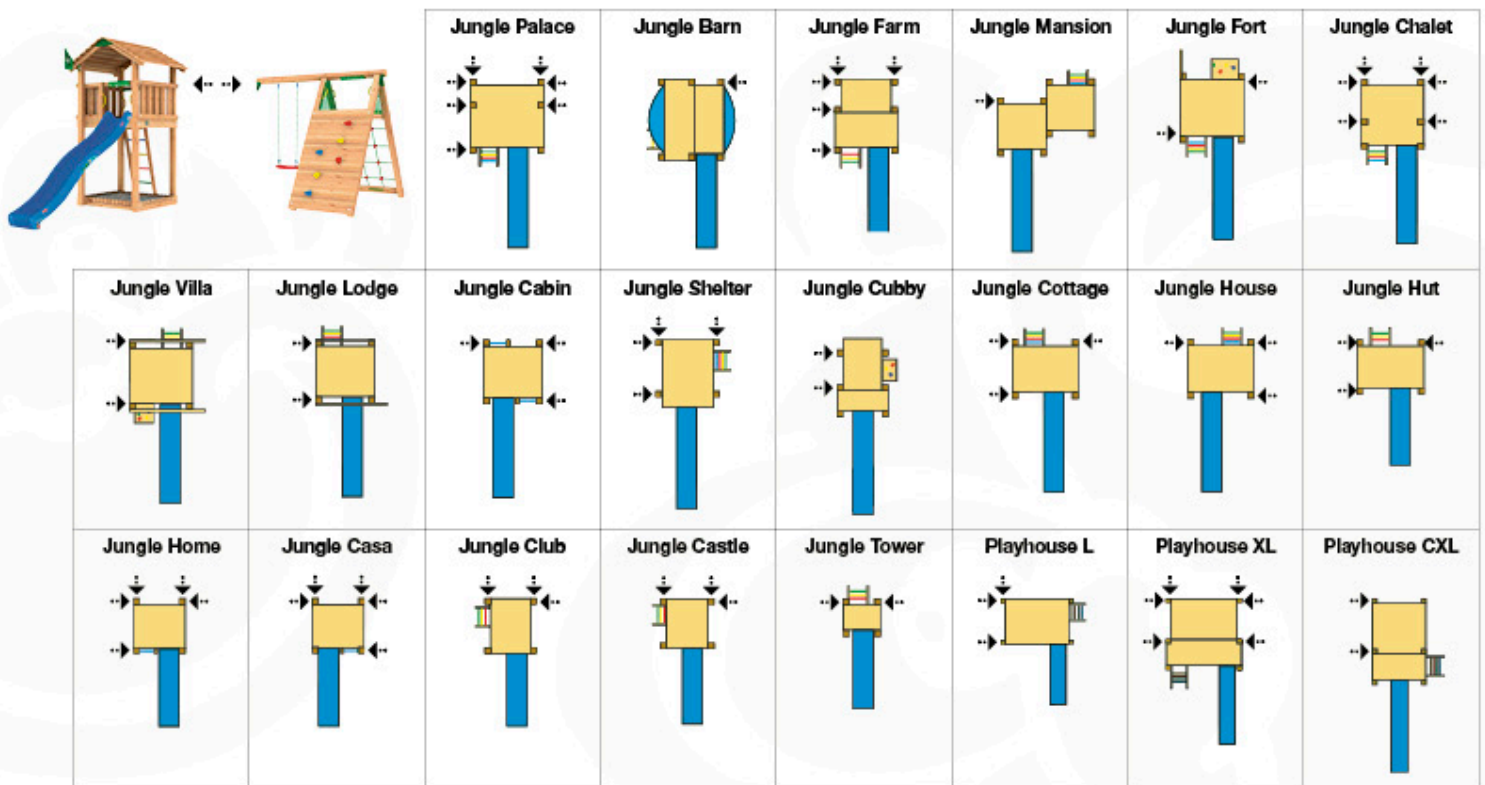 Jungle Palace
Jungle Barn
Jungle Farm
Jungle Mansion
Jungle Fort
Jungle Chalet
Jungle Villa
Jungle Lodge
Jungle Cabin
Jungle Shelter
Jungle Cubby
Jungle Cottage
Jungle House
Jungle Hut
Jungle Home
Jungle Casa
Jungle Club
Jungle Castle
Jungle Tower
Playhouse L
Playhouse XL
Playhouse CXL